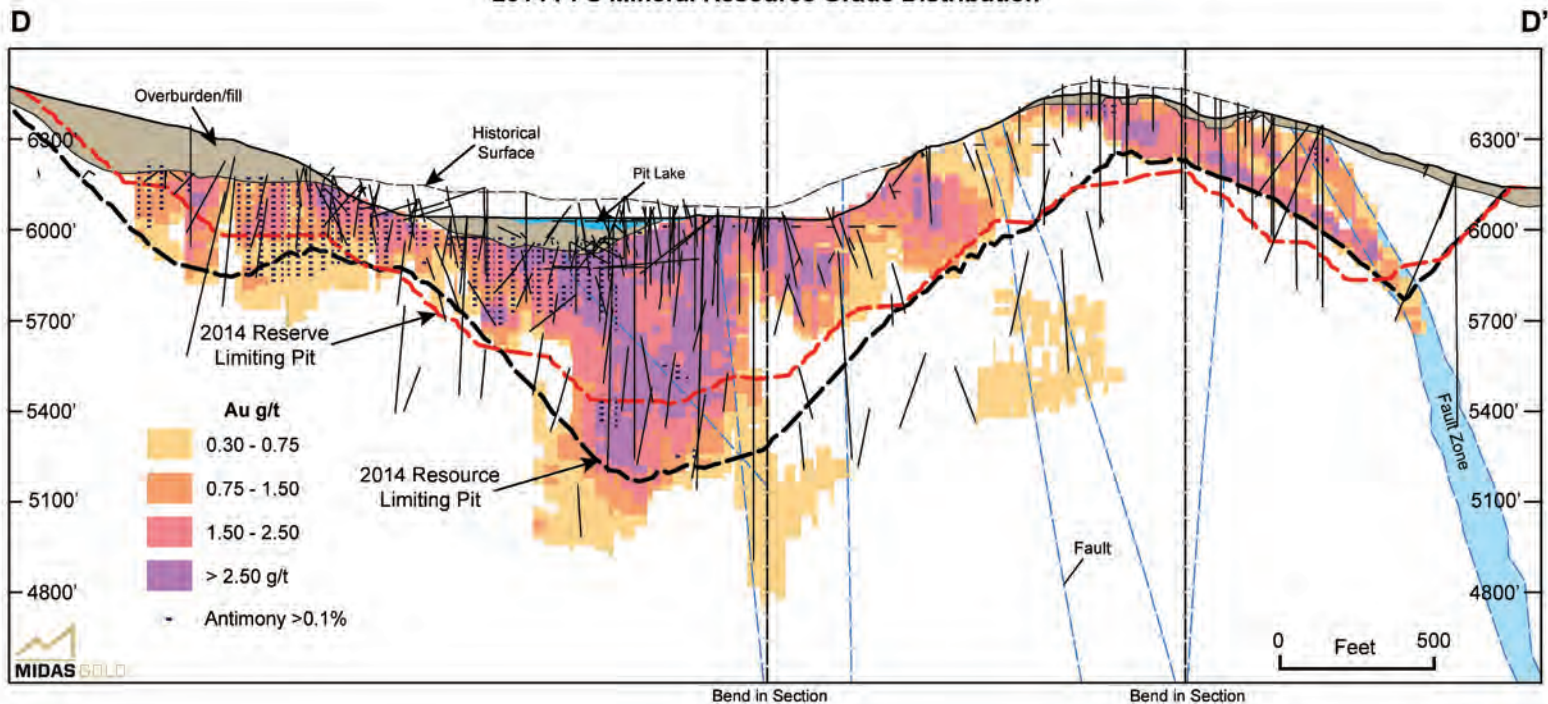 D
D'
Overburden/fill
Historical
Surface
Pit Lake
6300'
6300'
6000'
6000'
5700'
5700'
2014 Reserve
Limiting Pit
5400'
5400'
Au g/t
0.30 - 0.75
0.75 - 1.50
1.50 - 2.50
> 2.50 g/t
Antimony >0.1%
2014 Resource
Limiting Pit
5100'
5100'
4800'
4800'
Fault
Fault Zone
0 500
Feet
MIDAS GOLD
Bend in Section
Bend in Section